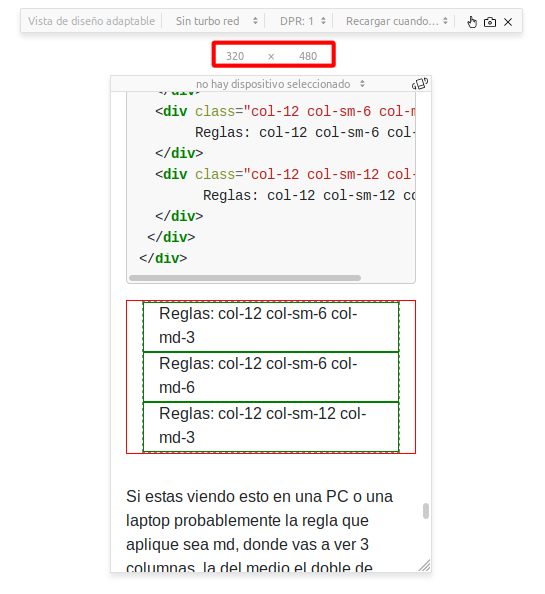 Vista de diseño adaptable Sin turbo red DPR: 1 Recargar cuando...
320 × 480
no hay dispositivo seleccionado
</div>
<div class="col-12 col-sm-6 col-m
Reglas: col-12 col-sm-6 col-
</div>
<div class="col-12 col-sm-12 col-
Reglas: col-12 col-sm-12 co
</div>
</div>
</div>
Reglas: col-12 col-sm-6 col-
md-3
Reglas: col-12 col-sm-6 col-
md-6
Reglas: col-12 col-sm-12 col-
md-3
Si estas viendo esto en una PC o una
laptop probablemente la regla que
aplique sea md, donde vas a ver 3
columnas, la del medio el doble de